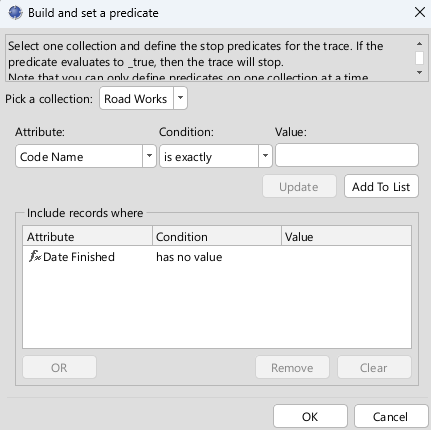 Build and set a predicate
Select one collection and define the stop predicates for the trace. If the
predicate evaluates to _true, then the trace will stop.
Note that you can only define predicates on one collection at a time
Pick a collection: Road Works
Attribute: Condition: Value:
Code Name is exactly
Update Add To List
Include records where
Attribute Condition Value
fx Date Finished has no value
OR Remove Clear
OK Cancel